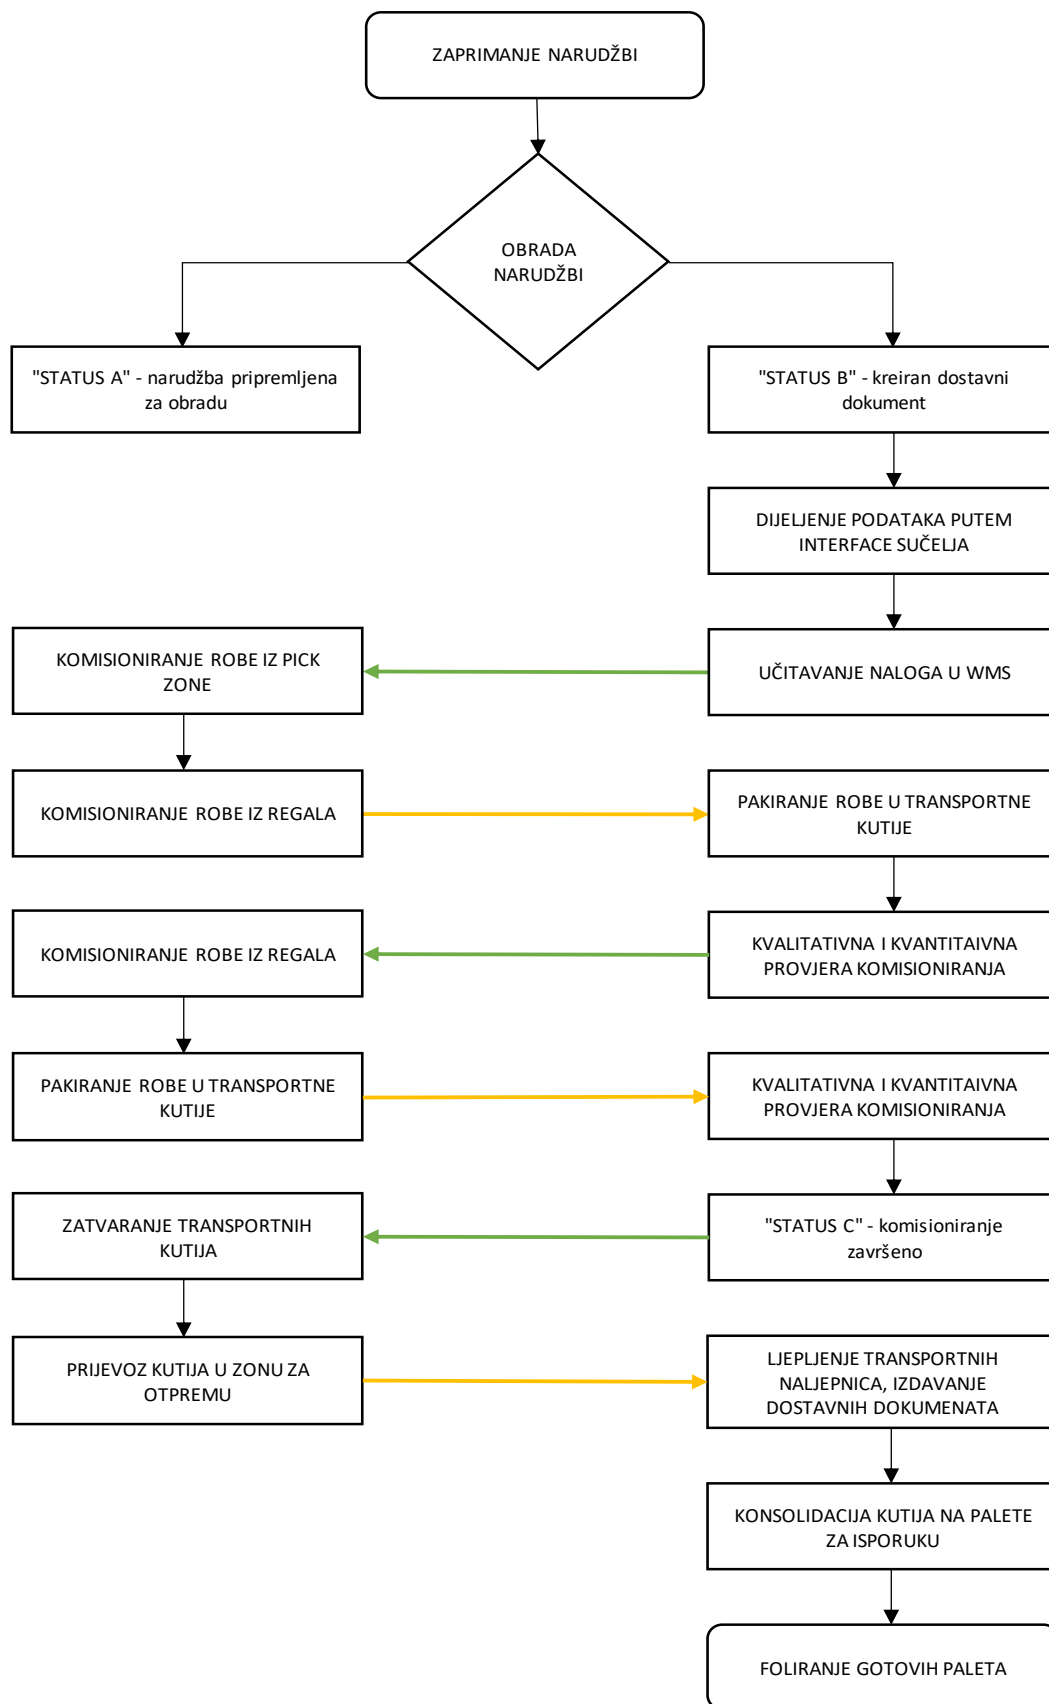 ZAPRIMANJE NARUDŽBI
OBRADA
NARUDŽBI
"STATUS A" - narudžba pripremljena
za obradu
"STATUS B" - kreiran dostavni
dokument
DIJELJENJE PODATAKA PUTEM
INTERFACE SUČELJA
UČITAVANJE NALOGA U WMS
KOMISIONIRANJE ROBE IZ PICK
ZONE
KOMISIONIRANJE ROBE IZ REGALA
PAKIRANJE ROBE U TRANSPORTNE
KUTIJE
KVALITATIVNA I KVANTITAIVNA
PROVJERA KOMISIONIRANJA
KOMISIONIRANJE ROBE IZ REGALA
PAKIRANJE ROBE U TRANSPORTNE
KUTIJE
KVALITATIVNA I KVANTITAIVNA
PROVJERA KOMISIONIRANJA
"STATUS C" - komisioniranje
završeno
ZATVARANJE TRANSPORTNIH
KUTIJA
PRIJEVOZ KUTIJA U ZONU ZA
OTPREMU
LJEPLJENJE TRANSPORTNIH
NALJEPNICA, IZDAVANJE
DOSTAVNIH DOKUMENATA
KONSOLIDACIJA KUTIJA NA PALETE
ZA ISPORUKU
FOLIRANJE GOTOVIH PALETA